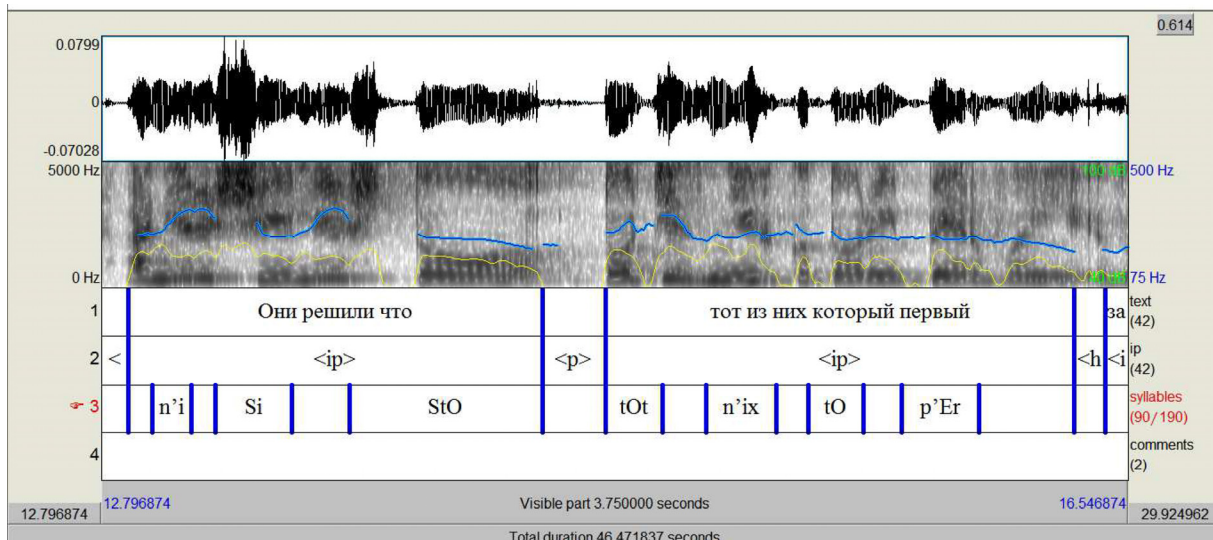 0.614
0.0799
0
-0.07028
5000 Hz 100 dB 500 Hz
0 Hz 75 Hz
1 Они решили что тот из них который первый за text (42)
2 < <ip> <p> <ip> <h <i ip (42)
☞ 3 n’i Si StO tOt n’ix tO p’Er syllables (90/190)
4 comments (2)
12.796874 Visible part 3.750000 seconds 16.546874
12.796874 29.924962
Total duration 46.471837 seconds